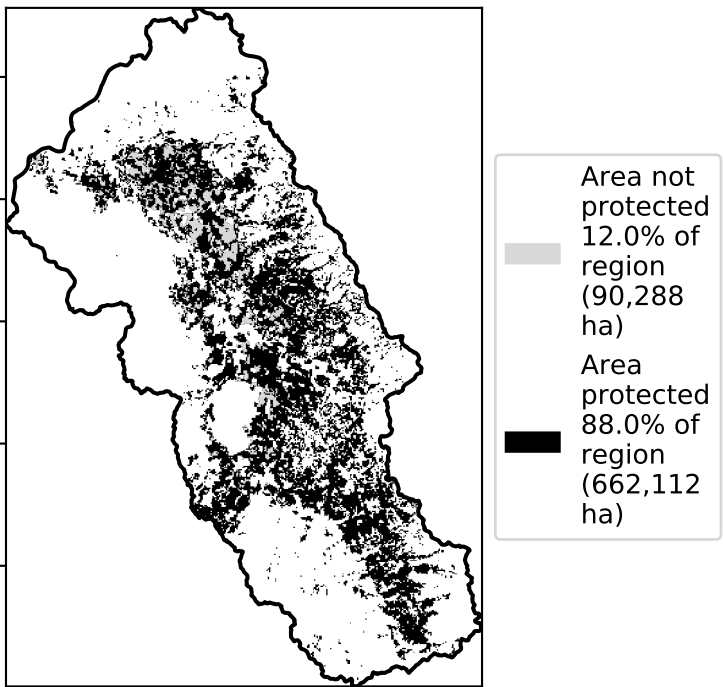 Area not
protected
12.0% of
region
(90,288
ha)
Area
protected
88.0% of
region
(662,112
ha)